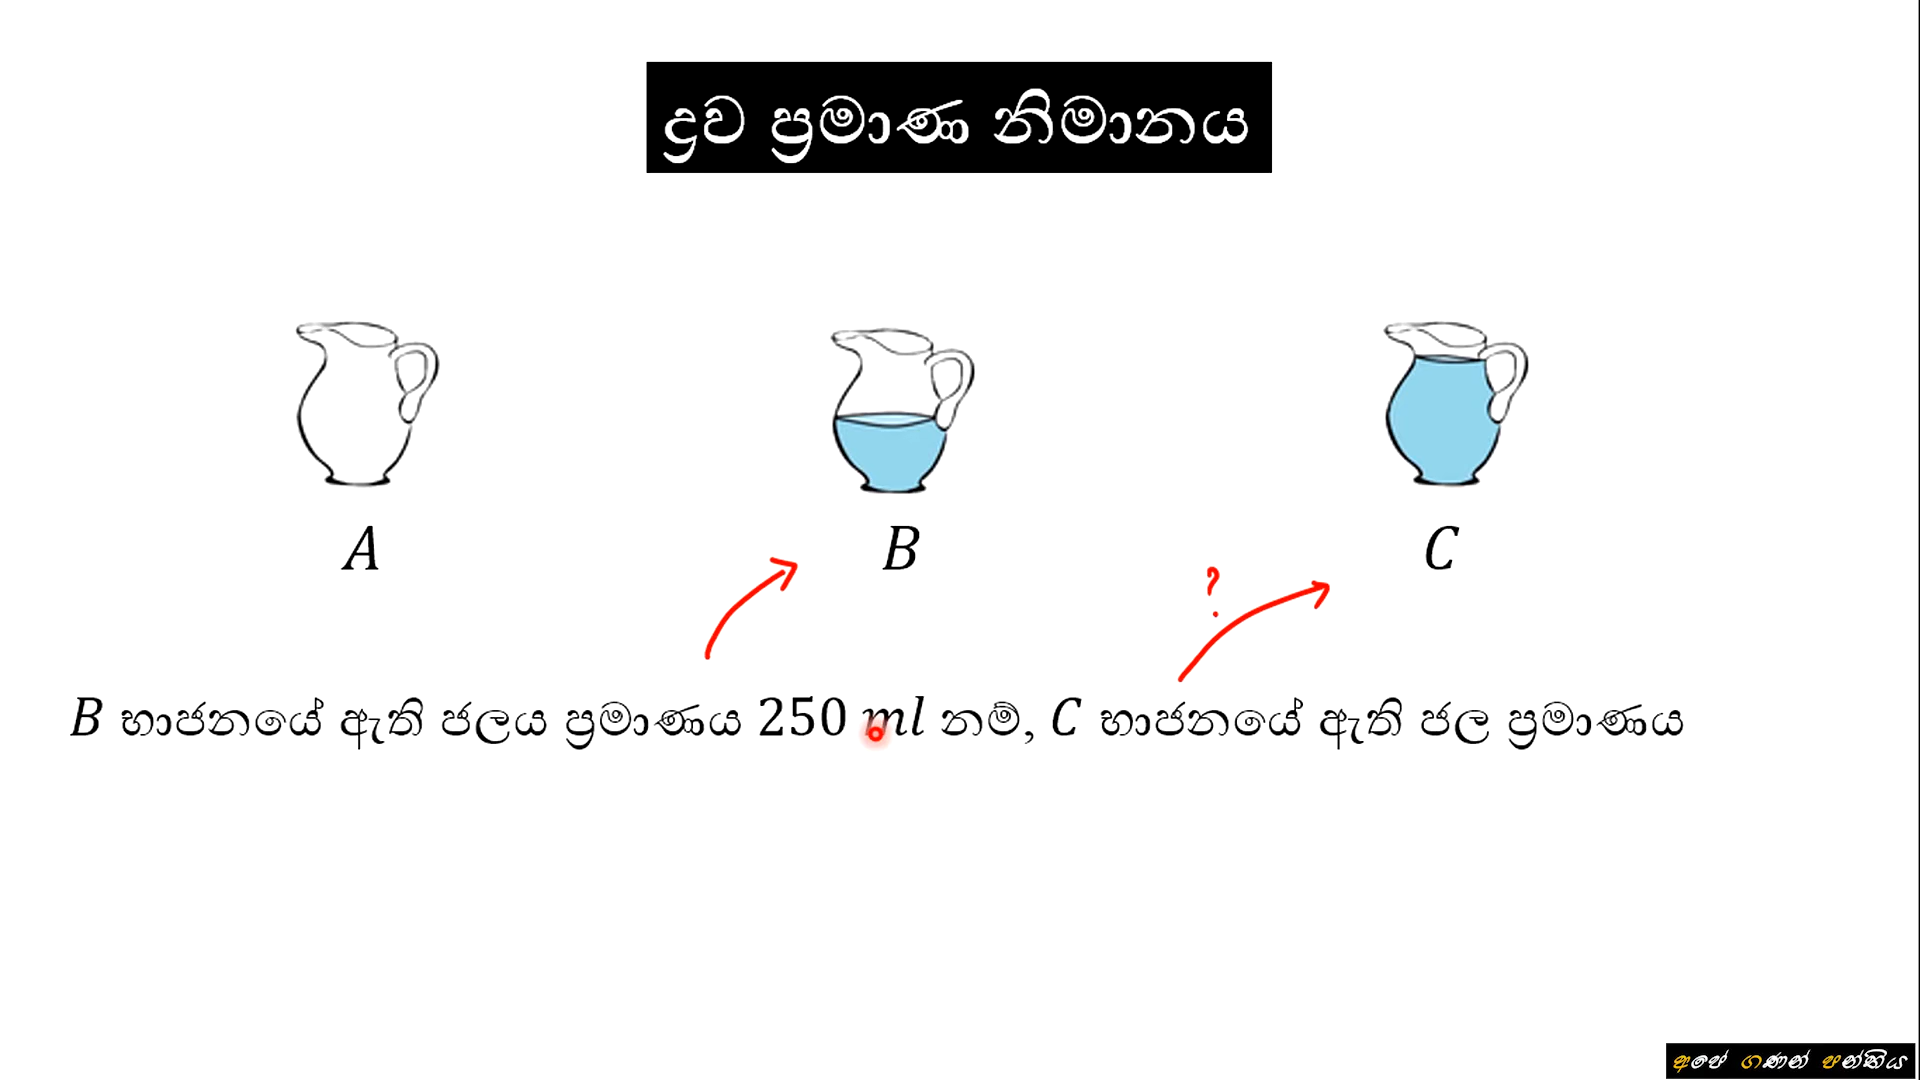 ද්‍රව ප්‍රමාණ නිමානය
A
B
C
?
B භාජනයේ ඇති ජලය ප්‍රමාණය 250 ml නම්, C භාජනයේ ඇති ජල ප්‍රමාණය
අපේ ගණන් පන්තිය